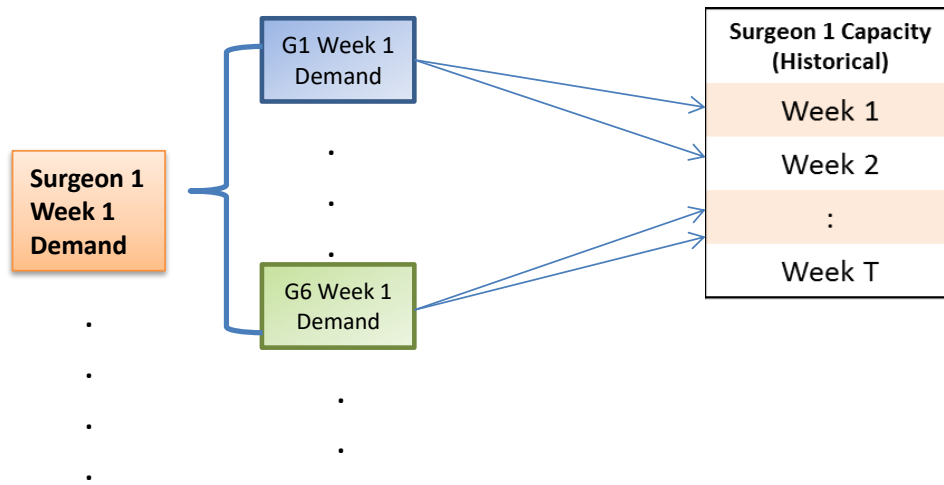 Surgeon 1
Week 1
Demand
.
.
.
.
G1 Week 1
Demand
.
.
.
G6 Week 1
Demand
.
.
Surgeon 1 Capacity
(Historical)
Week 1
Week 2
:
Week T